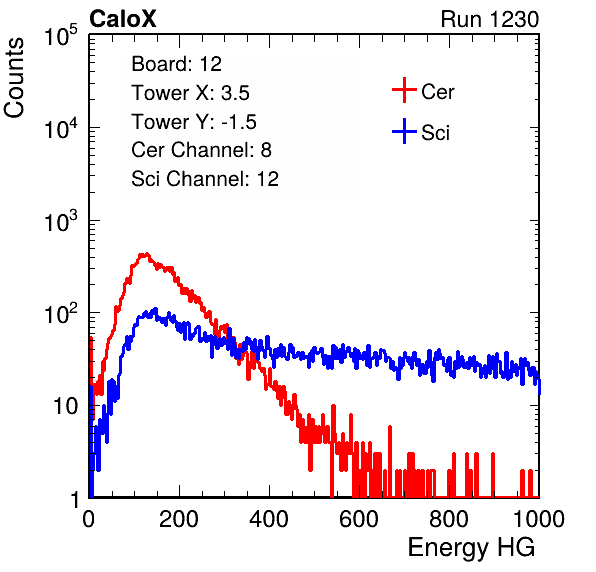 CaloX Run 1230
Counts
10^5
10^4
10^3
10^2
10
1
Board: 12
Tower X: 3.5
Tower Y: -1.5
Cer Channel: 8
Sci Channel: 12
Cer
Sci
0 200 400 600 800 1000
Energy HG